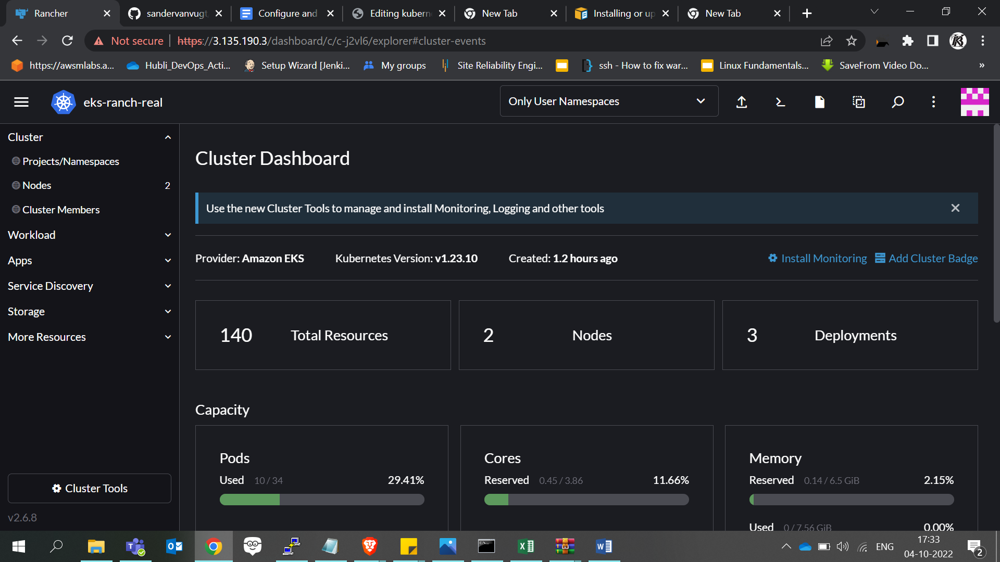 Rancher
sandervanvugt
Configure and
Editing kubern
New Tab
Installing or up
New Tab
Not secure
https://3.135.190.3/dashboard/c/c-j2vl6/explorer#cluster-events
https://awsmlabs.a...
Hubli_DevOps_Acti...
Setup Wizard [Jenki...
My groups
Site Reliability Engi...
ssh - How to fix war...
Linux Fundamentals...
SaveFrom Video Do...
»
eks-ranch-real
Only User Namespaces
Cluster
Projects/Namespaces
Nodes 2
Cluster Members
Workload
Apps
Service Discovery
Storage
More Resources
Cluster Tools
v2.6.8
Cluster Dashboard
Use the new Cluster Tools to manage and install Monitoring, Logging and other tools
Provider: Amazon EKS Kubernetes Version: v1.23.10 Created: 1.2 hours ago
Install Monitoring Add Cluster Badge
140 Total Resources
2 Nodes
3 Deployments
Capacity
Pods
Used 10 / 34 29.41%
Cores
Reserved 0.45 / 3.86 11.66%
Memory
Reserved 0.14 / 6.5 GiB 2.15%
Used 0 / 7.56 GiB 0.00%
ENG
17:33
04-10-2022
2